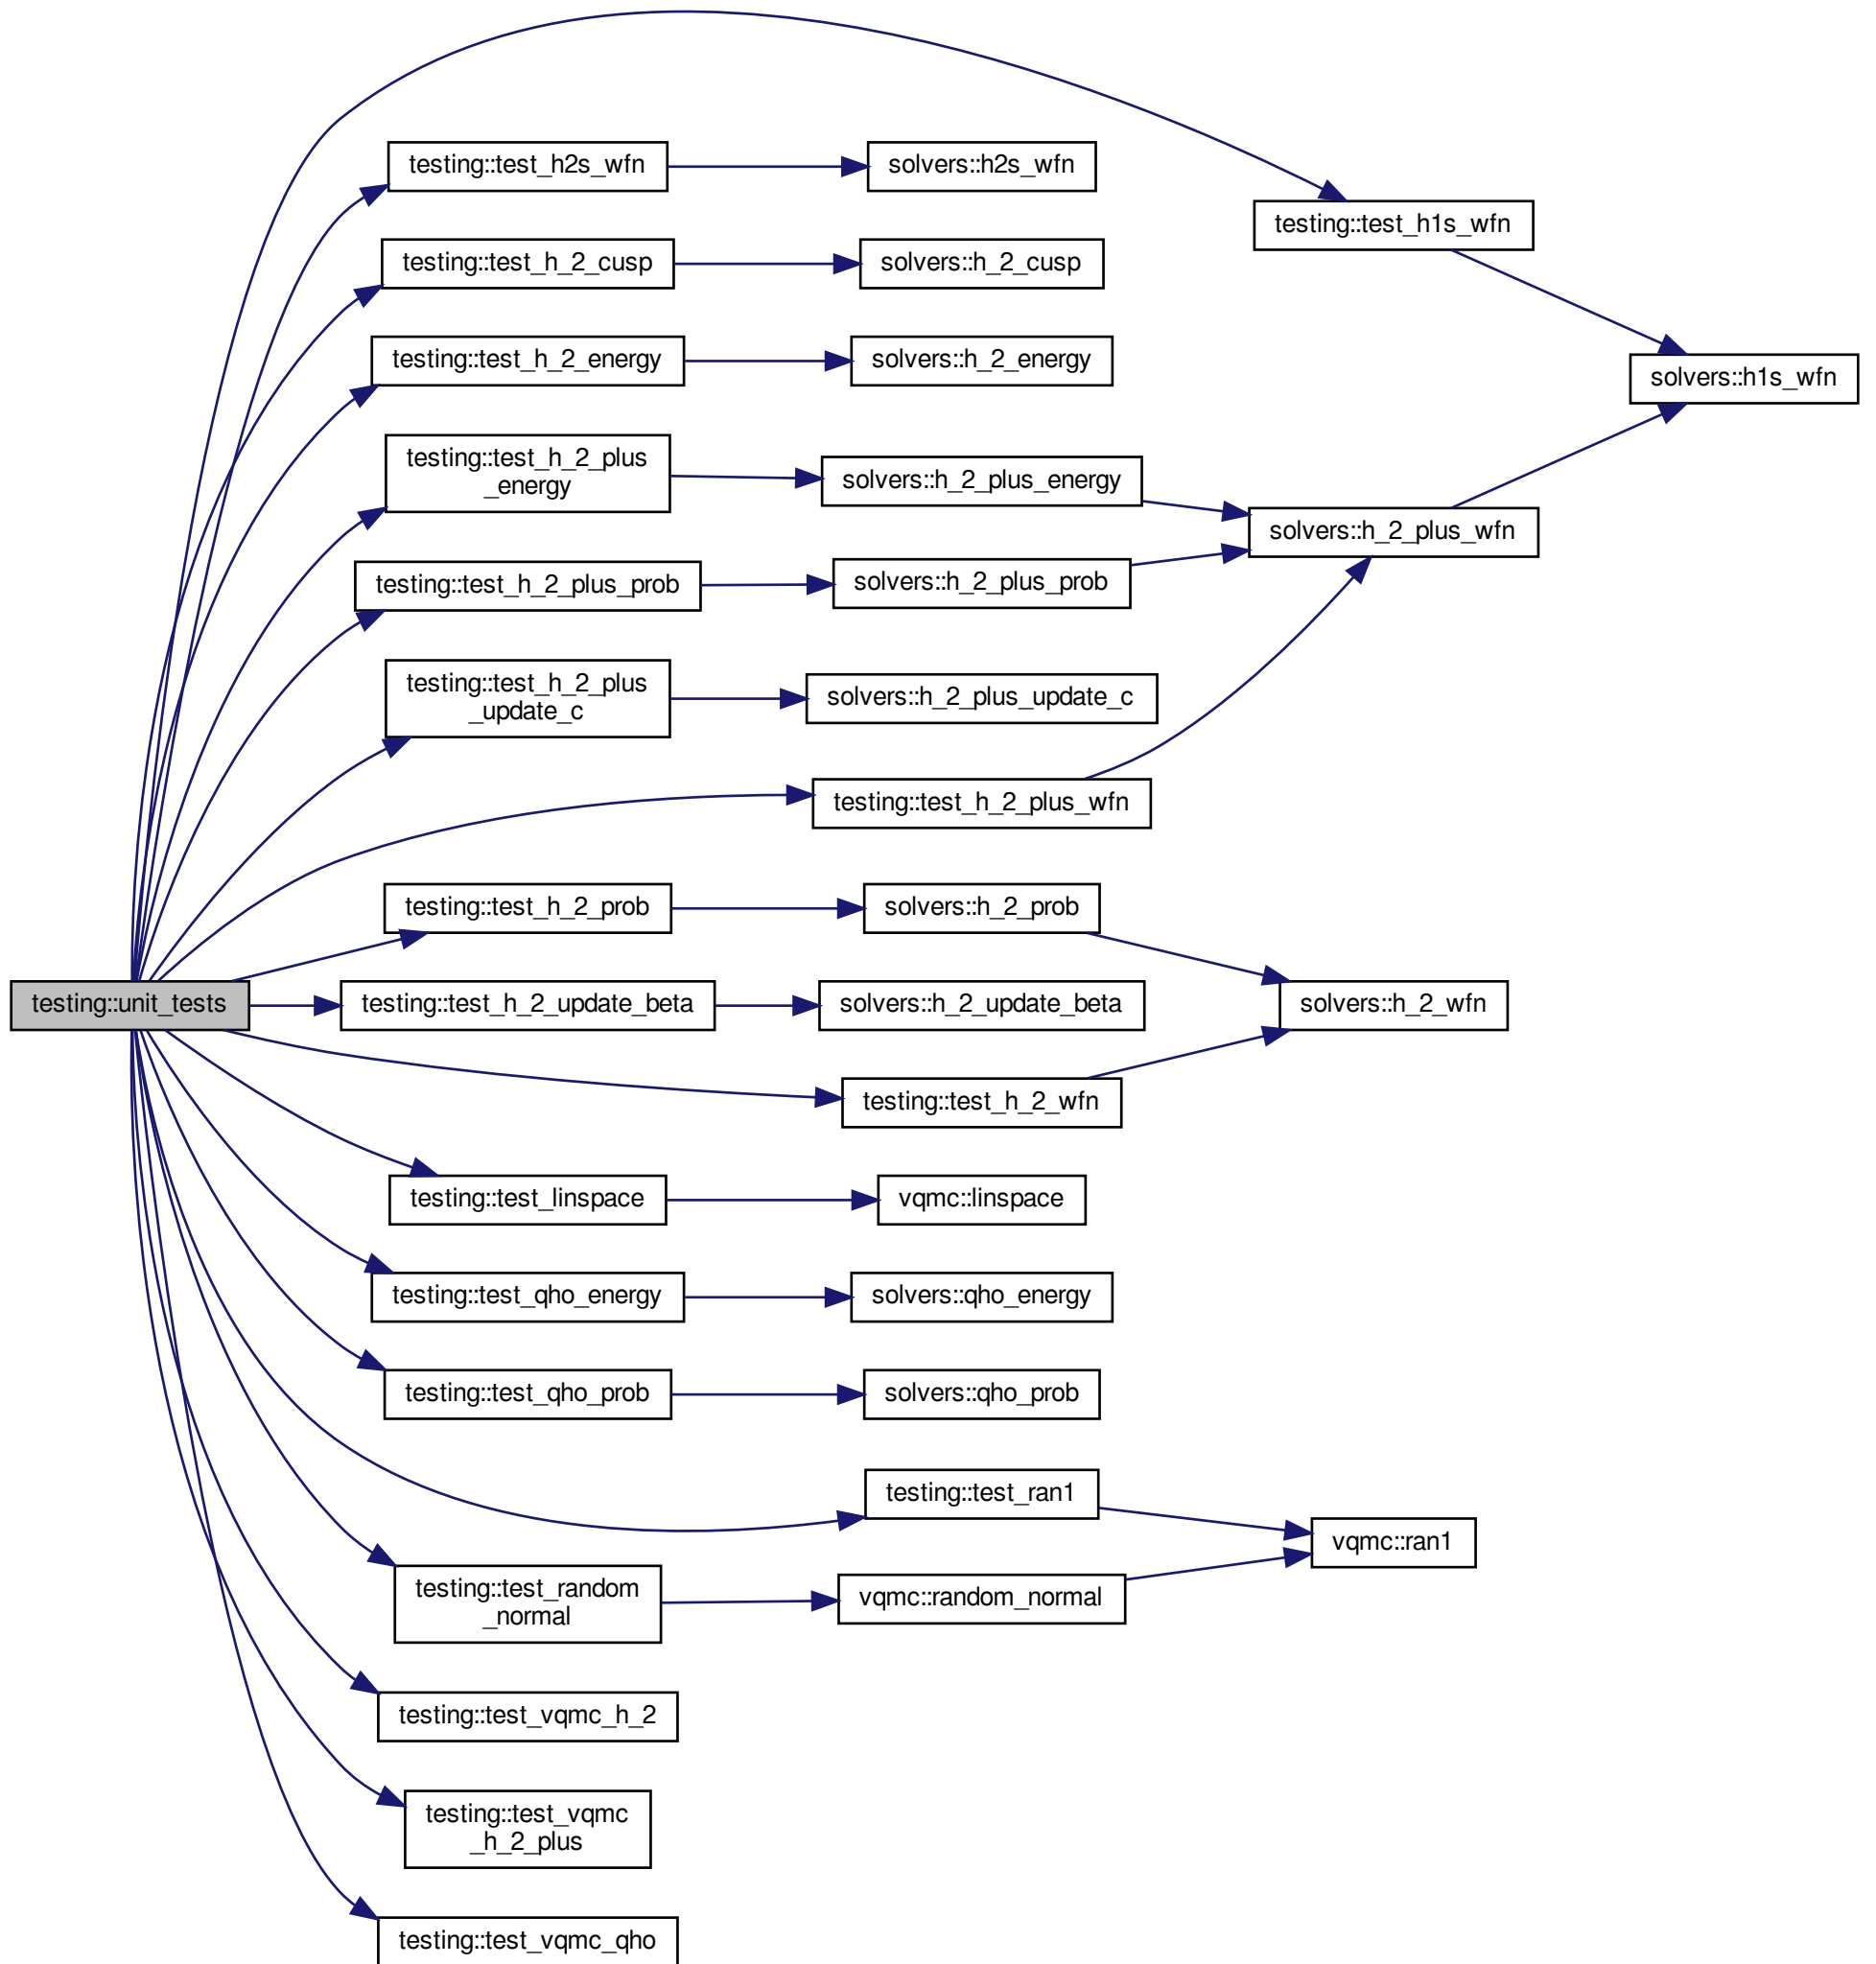 testing::test_h2s_wfn
solvers::h2s_wfn
testing::test_h1s_wfn
testing::test_h_2_cusp
solvers::h_2_cusp
testing::test_h_2_energy
solvers::h_2_energy
solvers::h1s_wfn
testing::test_h_2_plus
_energy
solvers::h_2_plus_energy
solvers::h_2_plus_wfn
testing::test_h_2_plus_prob
solvers::h_2_plus_prob
testing::test_h_2_plus
_update_c
solvers::h_2_plus_update_c
testing::test_h_2_plus_wfn
testing::test_h_2_prob
solvers::h_2_prob
testing::unit_tests
testing::test_h_2_update_beta
solvers::h_2_update_beta
solvers::h_2_wfn
testing::test_h_2_wfn
testing::test_linspace
vqmc::linspace
testing::test_qho_energy
solvers::qho_energy
testing::test_qho_prob
solvers::qho_prob
testing::test_ran1
vqmc::ran1
testing::test_random
_normal
vqmc::random_normal
testing::test_vqmc_h_2
testing::test_vqmc
_h_2_plus
testing::test_vqmc_qho